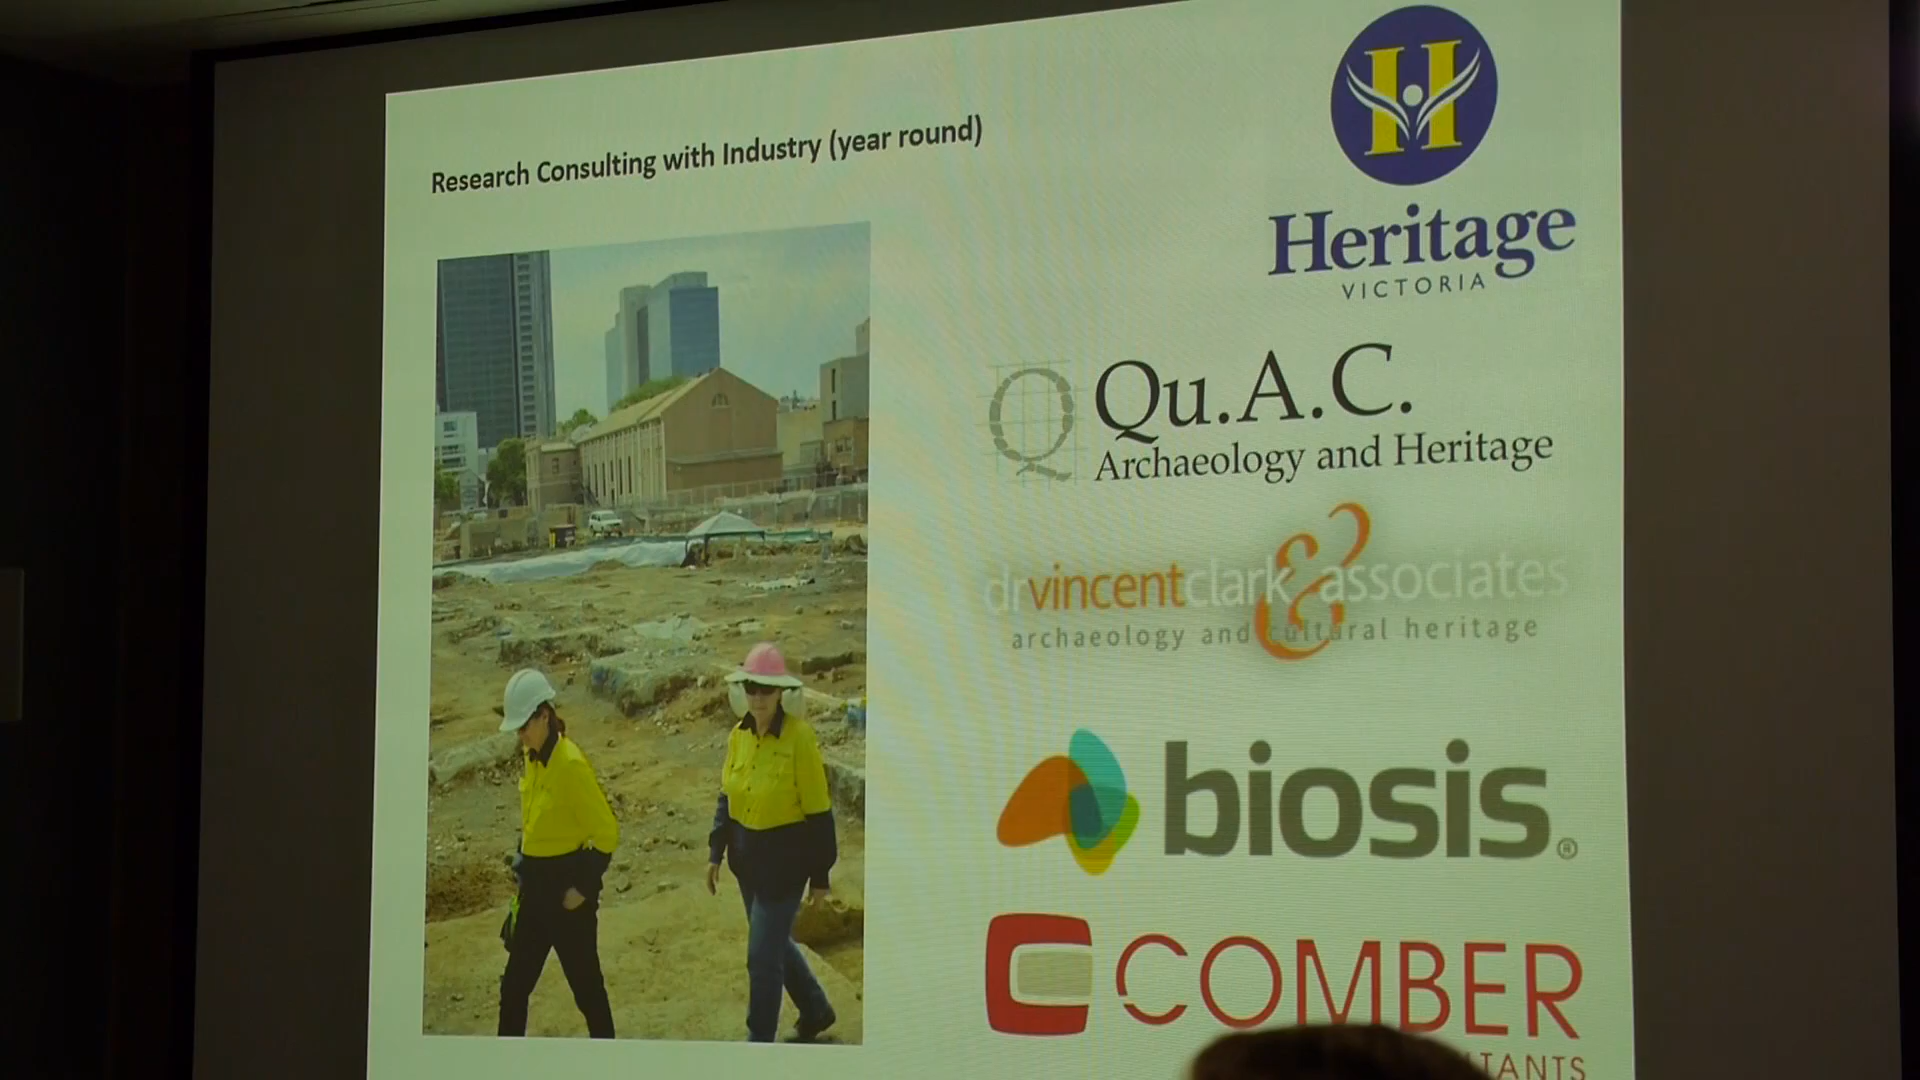 Research Consulting with Industry (year round)
H
Heritage
VICTORIA
Q Qu.A.C.
Archaeology and Heritage
drvincentclark & associates
archaeology and cultural heritage
biosis®
COMBER